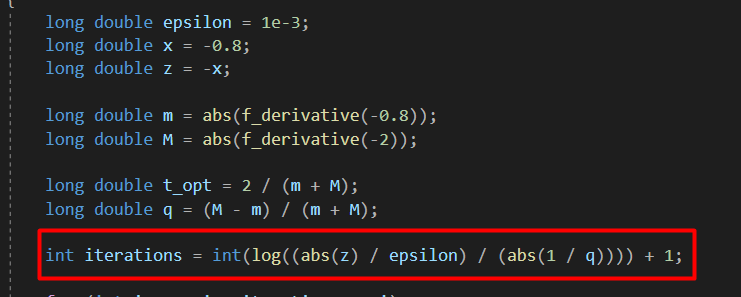 {
long double epsilon = 1e-3;
long double x = -0.8;
long double z = -x;
long double m = abs(f_derivative(-0.8));
long double M = abs(f_derivative(-2));
long double t_opt = 2 / (m + M);
long double q = (M - m) / (m + M);
int iterations = int(log((abs(z) / epsilon) / (abs(1 / q)))) + 1;